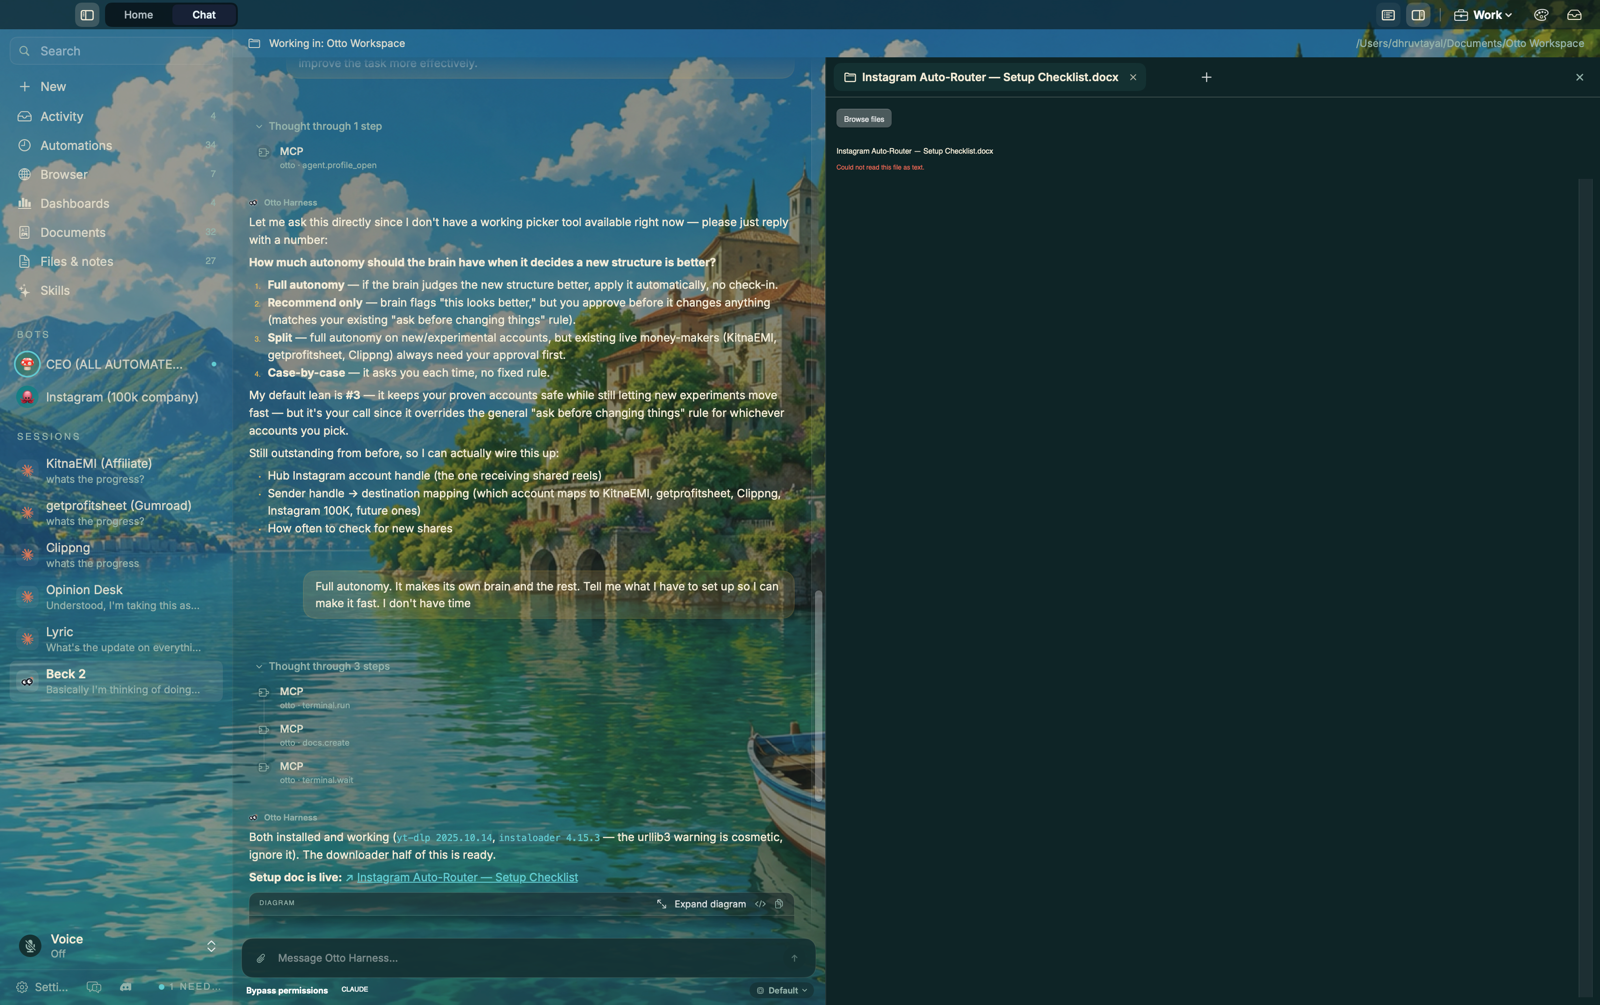 Home
Chat
Work
Search
New
Activity 4
Automations 34
Browser 7
Dashboards 4
Documents 32
Files & notes 27
Skills
BOTS
CEO (ALL AUTOMATE...
Instagram (100k company)
SESSIONS
KitnaEMI (Affiliate)
whats the progress?
getprofitsheet (Gumroad)
whats the progress?
Clippng
whats the progress
Opinion Desk
Understood, I'm taking this as...
Lyric
What's the update on everythi...
Beck 2
Basically I'm thinking of doing...
Voice
Off
Setti...
1 NEED...
Working in: Otto Workspace
/Users/dhruvtayal/Documents/Otto Workspace
improve the task more effectively.
Thought through 1 step
MCP
otto · agent.profile_open
Otto Harness
Let me ask this directly since I don't have a working picker tool available right now — please just reply
with a number:
How much autonomy should the brain have when it decides a new structure is better?
1. Full autonomy — if the brain judges the new structure better, apply it automatically, no check-in.
2. Recommend only — brain flags "this looks better," but you approve before it changes anything
(matches your existing "ask before changing things" rule).
3. Split — full autonomy on new/experimental accounts, but existing live money-makers (KitnaEMI,
getprofitsheet, Clippng) always need your approval first.
4. Case-by-case — it asks you each time, no fixed rule.
My default lean is #3 — it keeps your proven accounts safe while still letting new experiments move
fast — but it's your call since it overrides the general "ask before changing things" rule for whichever
accounts you pick.
Still outstanding from before, so I can actually wire this up:
· Hub Instagram account handle (the one receiving shared reels)
· Sender handle → destination mapping (which account maps to KitnaEMI, getprofitsheet, Clippng,
Instagram 100K, future ones)
· How often to check for new shares
Full autonomy. It makes its own brain and the rest. Tell me what I have to set up so I can
make it fast. I don't have time
Thought through 3 steps
MCP
otto · terminal.run
MCP
otto · docs.create
MCP
otto · terminal.wait
Otto Harness
Both installed and working (yt-dlp 2025.10.14, instaloader 4.15.3 — the urllib3 warning is cosmetic,
ignore it). The downloader half of this is ready.
Setup doc is live: ↗ Instagram Auto-Router — Setup Checklist
DIAGRAM
Expand diagram
Message Otto Harness...
Bypass permissions
CLAUDE
Default
Instagram Auto-Router — Setup Checklist.docx
Browse files
Instagram Auto-Router — Setup Checklist.docx
Could not read this file as text.